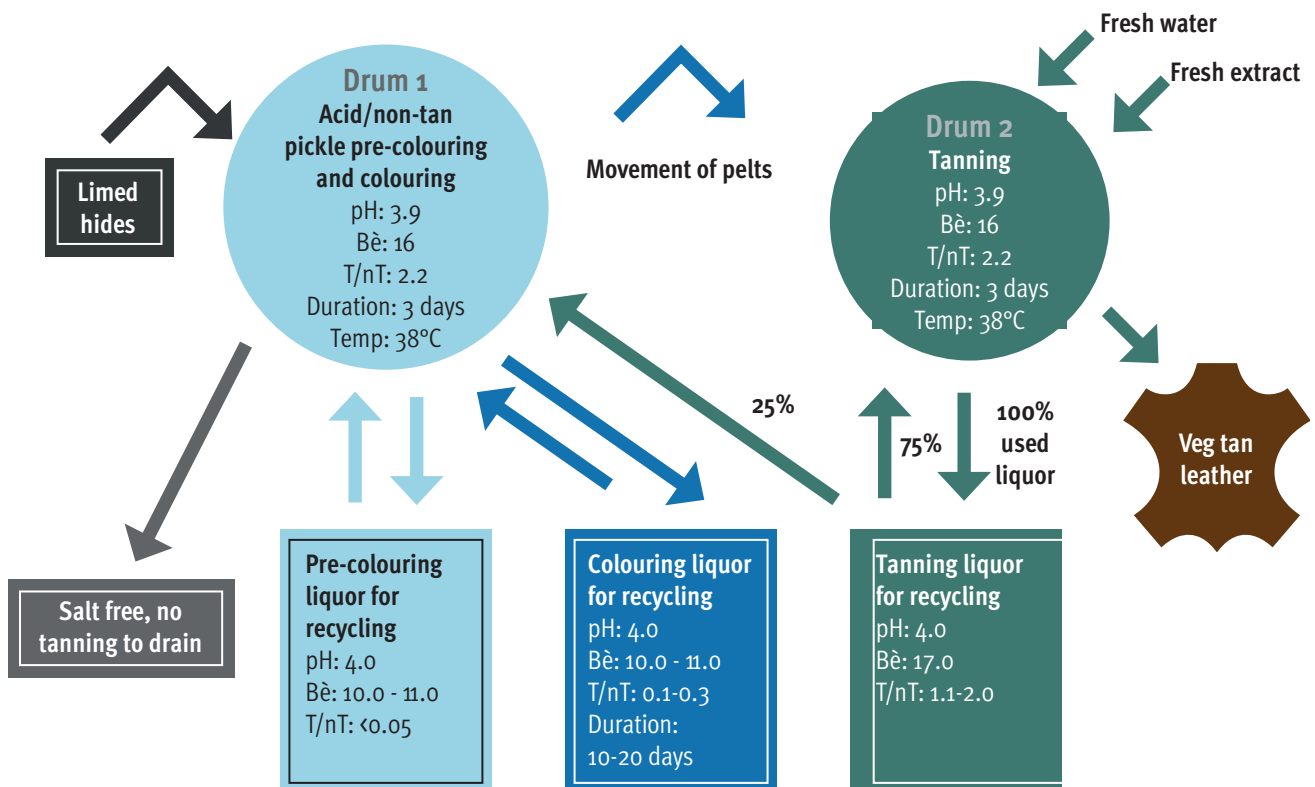 Drum 1
Acid/non-tan
pickle pre-colouring
and colouring
pH: 3.9
Bè: 16
T/nT: 2.2
Duration: 3 days
Temp: 38°C
Limed
hides
Movement of pelts
Fresh water
Fresh extract
Drum 2
Tanning
pH: 3.9
Bè: 16
T/nT: 2.2
Duration: 3 days
Temp: 38°C
25%
75%
100%
used
liquor
Veg tan
leather
Salt free, no
tanning to drain
Pre-colouring
liquor for
recycling
pH: 4.0
Bè: 10.0 - 11.0
T/nT: <0.05
Colouring liquor
for recycling
pH: 4.0
Bè: 10.0 - 11.0
T/nT: 0.1-0.3
Duration:
10-20 days
Tanning liquor
for recycling
pH: 4.0
Bè: 17.0
T/nT: 1.1-2.0